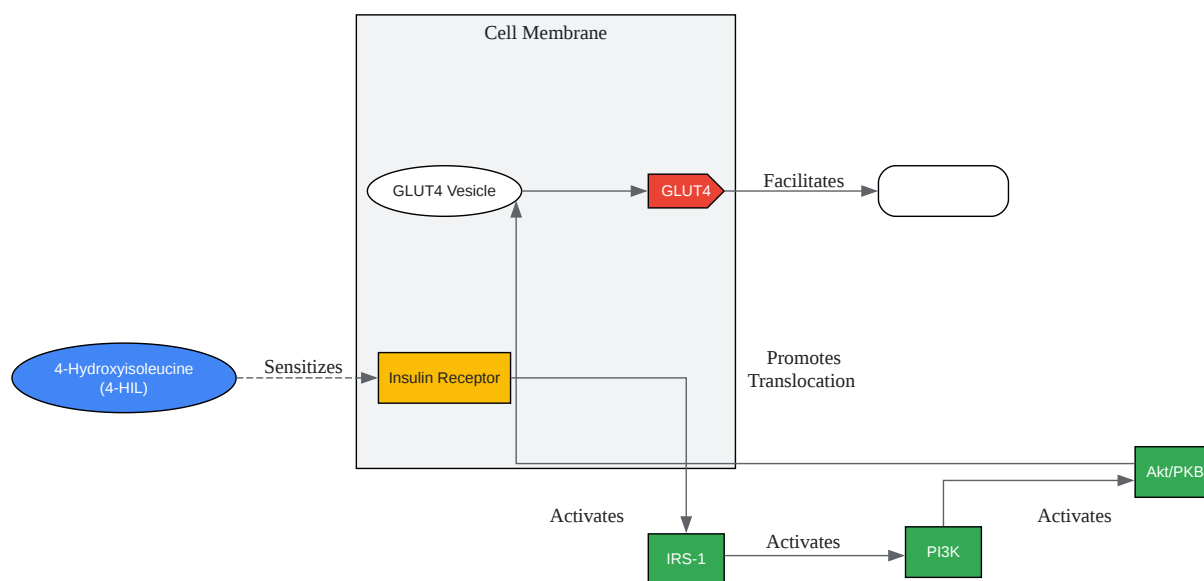 Cell Membrane
GLUT4 Vesicle
GLUT4
Facilitates
4-Hydroxyisoleucine
(4-HIL)
Sensitizes
Insulin Receptor
Promotes
Translocation
Akt/PKB
Activates
Activates
IRS-1
Activates
PI3K